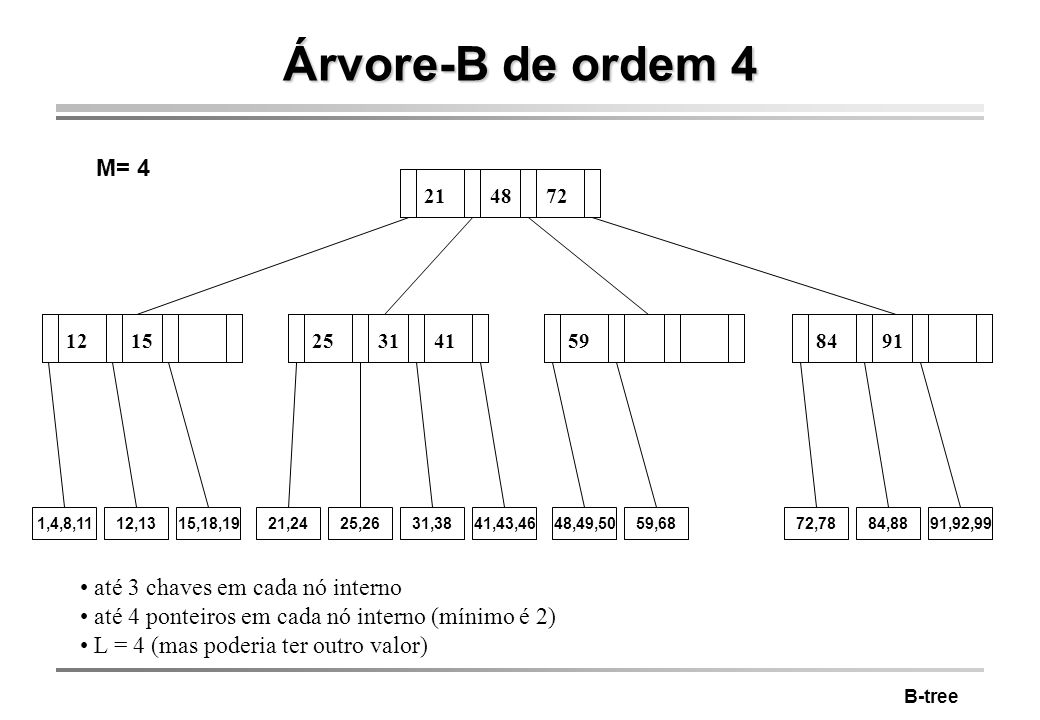 Árvore-B de ordem 4
M= 4
21 48 72
12 15 25 31 41 59 84 91
1,4,8,11 12,13 15,18,19 21,24 25,26 31,38 41,43,46 48,49,50 59,68 72,78 84,88 91,92,99
• até 3 chaves em cada nó interno
• até 4 ponteiros em cada nó interno (mínimo é 2)
• L = 4 (mas poderia ter outro valor)
B-tree